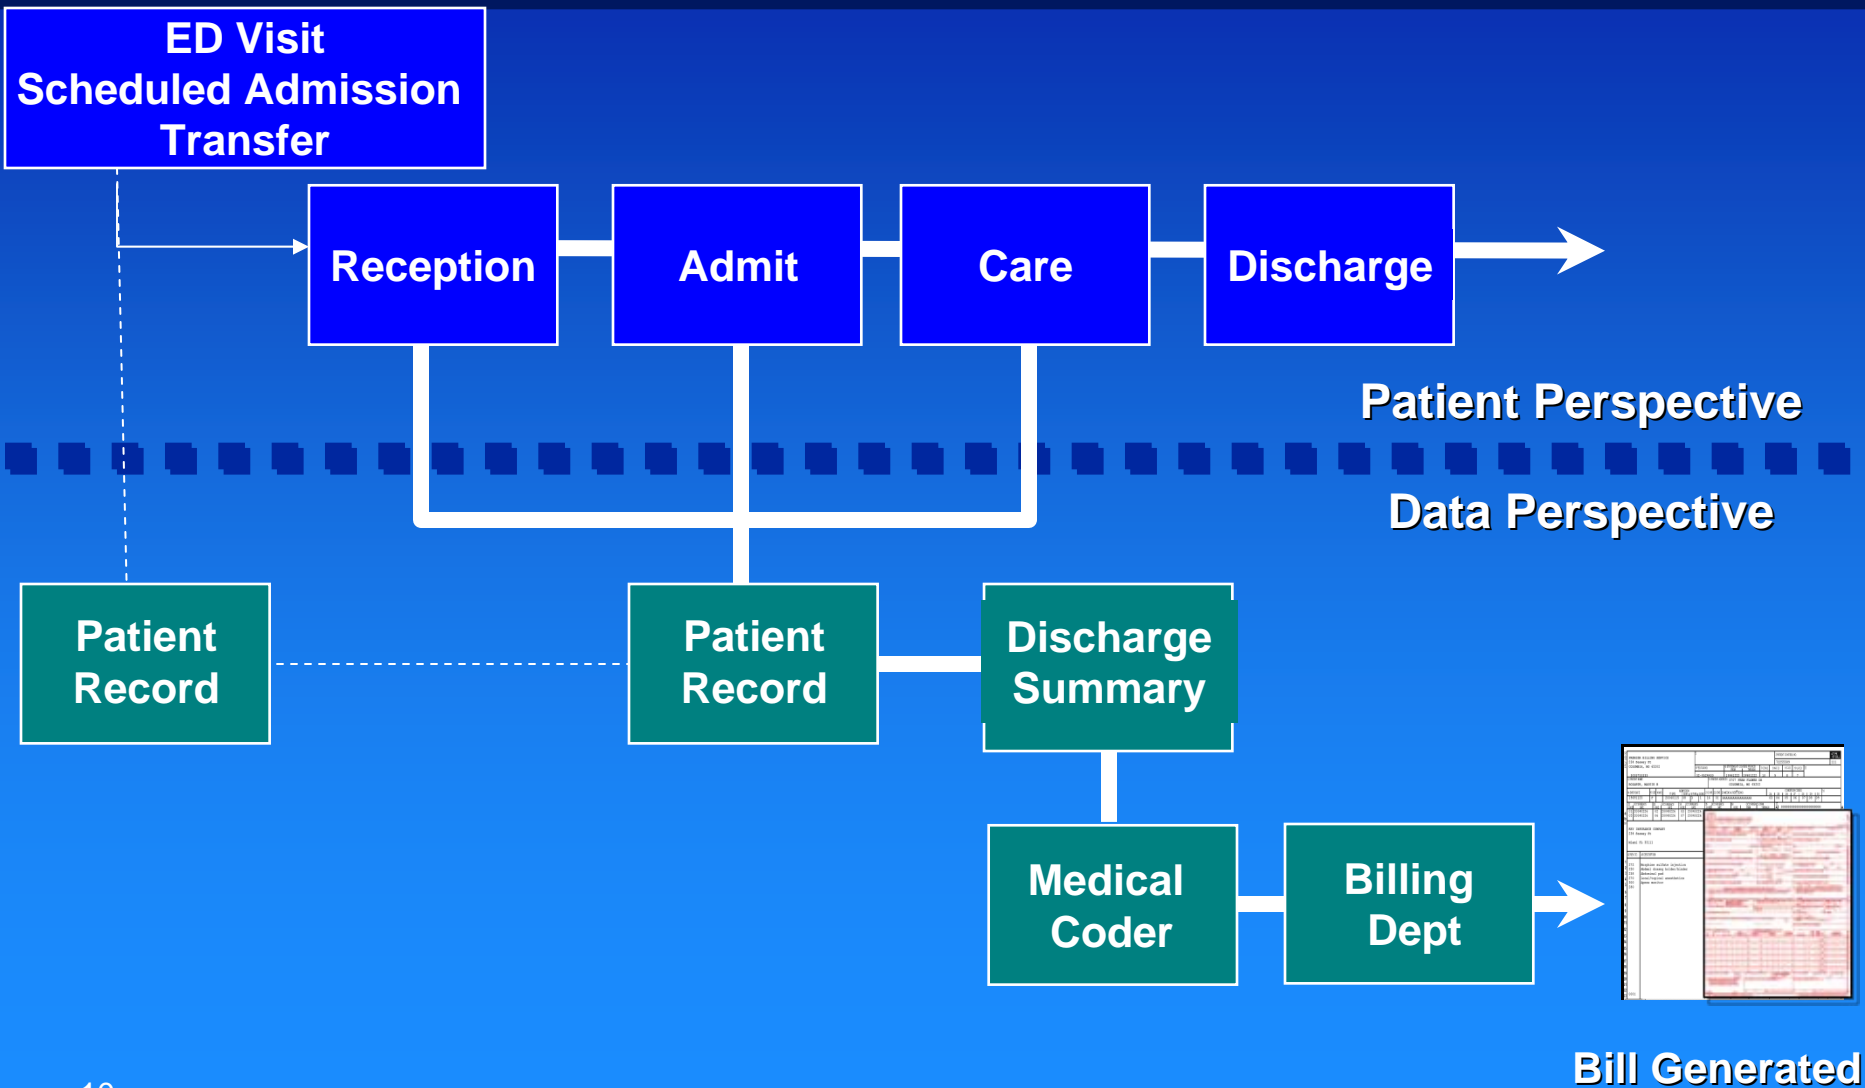 ED Visit
Scheduled Admission
Transfer
Reception
Admit
Care
Discharge
Patient Perspective
Data Perspective
Patient
Record
Patient
Record
Discharge
Summary
Medical
Coder
Billing
Dept
Bill Generated